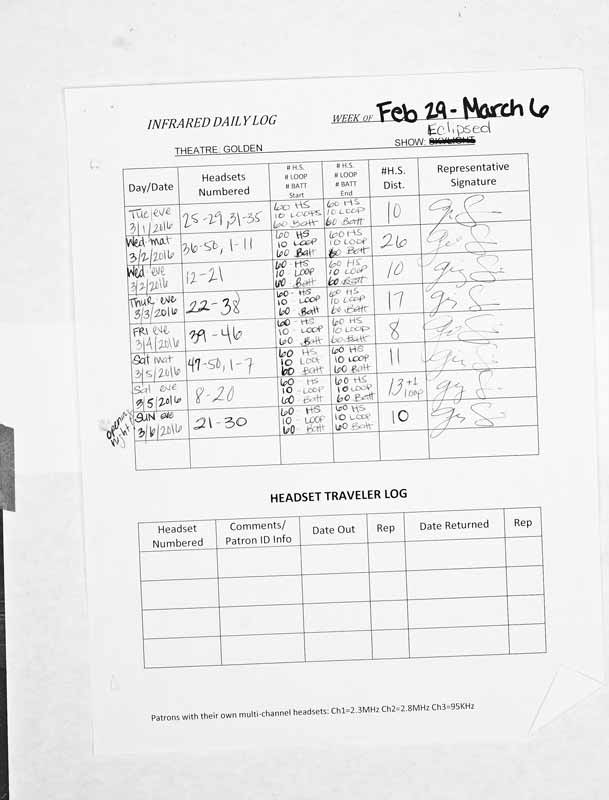 INFRARED DAILY LOG WEEK OF Feb 29 - March 6
Eclipsed
THEATRE: GOLDEN SHOW: SKYLIGHT
Day/Date Headsets Numbered # H.S. # LOOP # BATT Start # H.S. # LOOP # BATT End #H.S. Dist. Representative Signature
Tue eve 3/1/2016 25-29, 31-35 60 HS 10 LOOPS 60 Batt 60 HS 10 LOOP 60 Batt 10
Wed mat 3/2/2016 36-50, 1-11 60 HS 10 LOOP 60 Batt 60 HS 10 LOOP 60 Batt 26
Wed eve 3/2/2016 12-21 60 - HS 10 - LOOP 60 - Batt 60 HS 10 LOOP 60 Batt 10
Thur eve 3/3/2016 22-38 60 - HS 10 - LOOP 60 . Batt 60 HS 10 LOOP 60 Batt 17
FRI eve 3/4/2016 39-46 60 - HS 10 - LOOP 60 . Batt 60 HS 10 LOOP 60 Batt 8
Sat mat 3/5/2016 47-50, 1-7 60 HS 10 LOOP 60 Batt 60 HS 10 LOOP 60 Batt 11
Sat eve 3/5/2016 8-20 60 - HS 10 - LOOP 60 - Batt 60 HS 10 LOOP 60 Batt 13 +1 loop
opening night! SUN eve 3/6/2016 21-30 60 - HS 10 - LOOP 60 - Batt 60 HS 10 LOOP 60 Batt 10
HEADSET TRAVELER LOG
Headset Numbered Comments/ Patron ID Info Date Out Rep Date Returned Rep
Patrons with their own multi-channel headsets: Ch1=2.3MHz Ch2=2.8MHz Ch3=95KHz